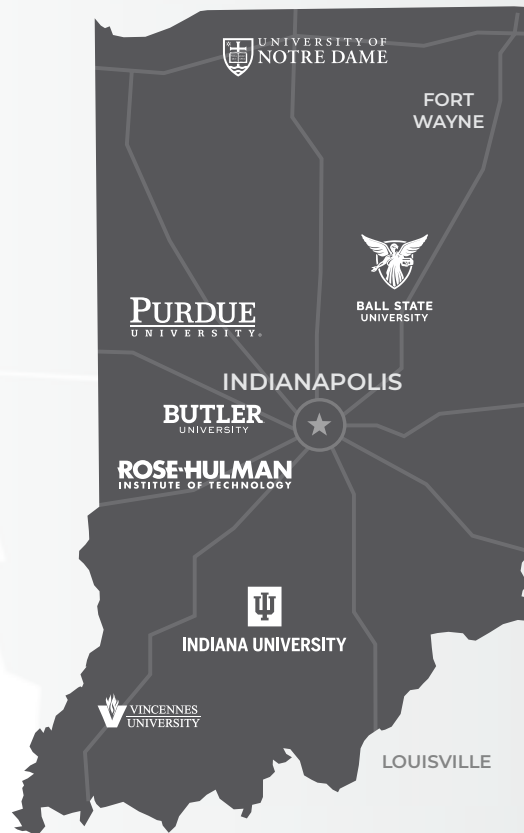 UNIVERSITY OF
NOTRE DAME
FORT
WAYNE
BALL STATE
UNIVERSITY
PURDUE
UNIVERSITY®
INDIANAPOLIS
BUTLER
UNIVERSITY
ROSE-HULMAN
INSTITUTE OF TECHNOLOGY
INDIANA UNIVERSITY
VINCENNES
UNIVERSITY
LOUISVILLE